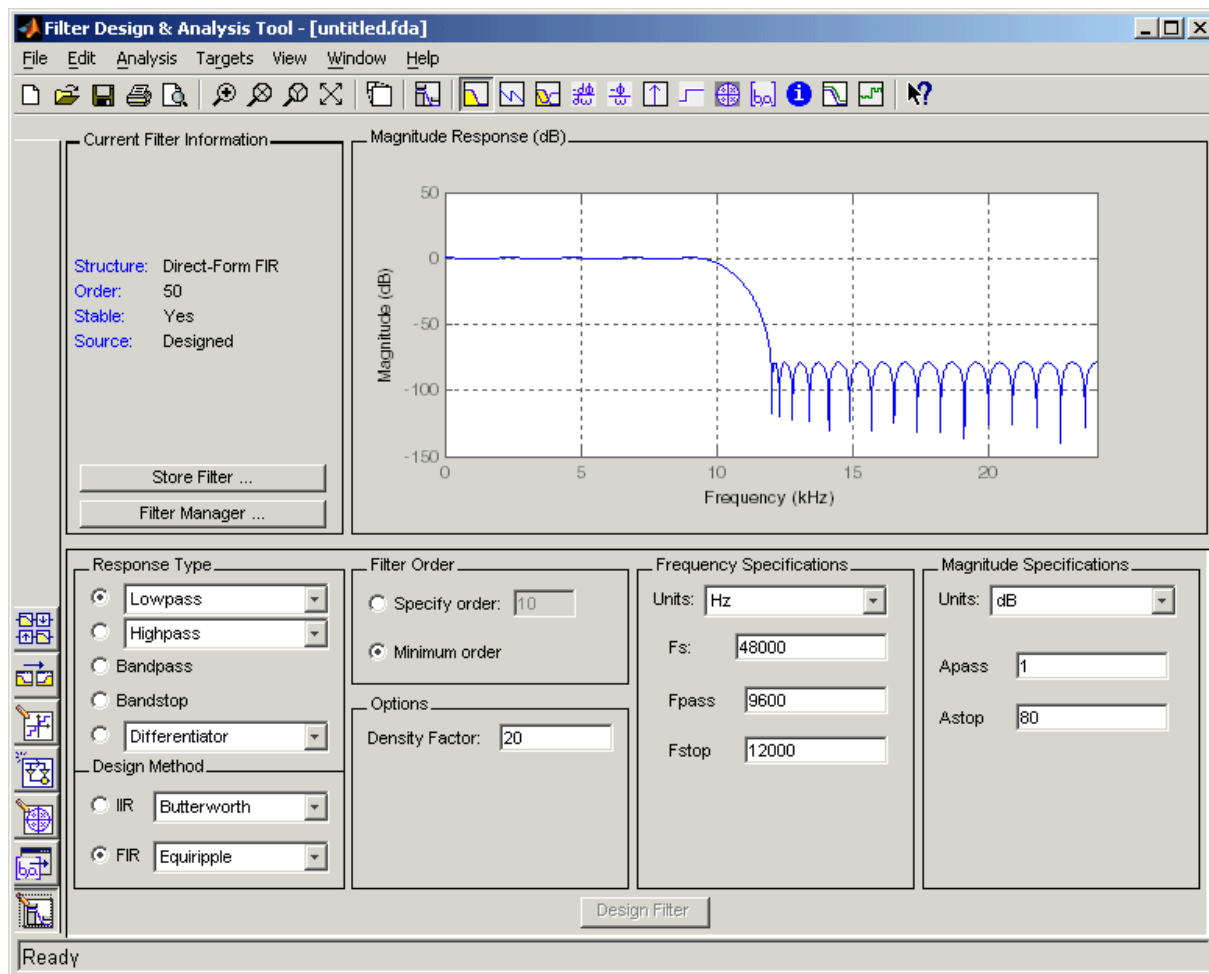 Filter Design & Analysis Tool - [untitled.fda]
File Edit Analysis Targets View Window Help
Current Filter Information
Structure: Direct-Form FIR
Order: 50
Stable: Yes
Source: Designed
Store Filter ...
Filter Manager ...
Magnitude Response (dB)
50
0
-50
-100
-150
Magnitude (dB)
0 5 10 15 20
Frequency (kHz)
Response Type
Lowpass
Highpass
Bandpass
Bandstop
Differentiator
Design Method
IIR Butterworth
FIR Equiripple
Filter Order
Specify order: 10
Minimum order
Options
Density Factor: 20
Frequency Specifications
Units: Hz
Fs: 48000
Fpass 9600
Fstop 12000
Magnitude Specifications
Units: dB
Apass 1
Astop 80
Design Filter
Ready